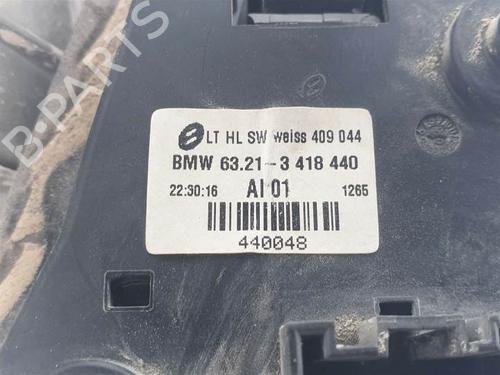 B-PARTS
LT HL SW weiss 409 044
BMW 63.21-3 418 440
22:30:16 AI 01 1265
440048